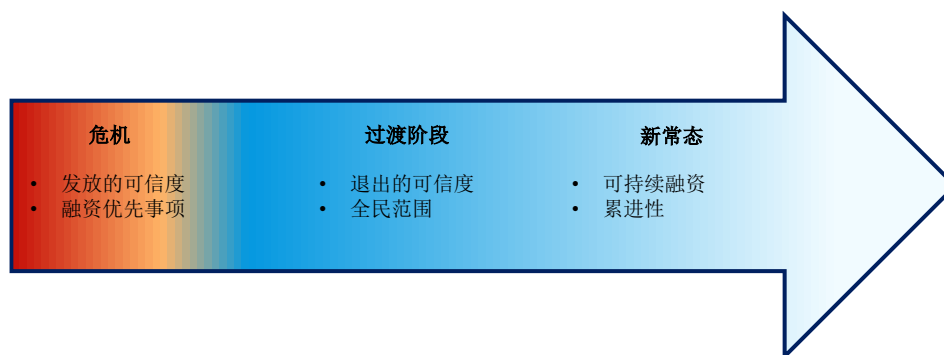 危机
• 发放的可信度
• 融资优先事项
过渡阶段
• 退出的可信度
• 全民范围
新常态
• 可持续融资
• 累进性